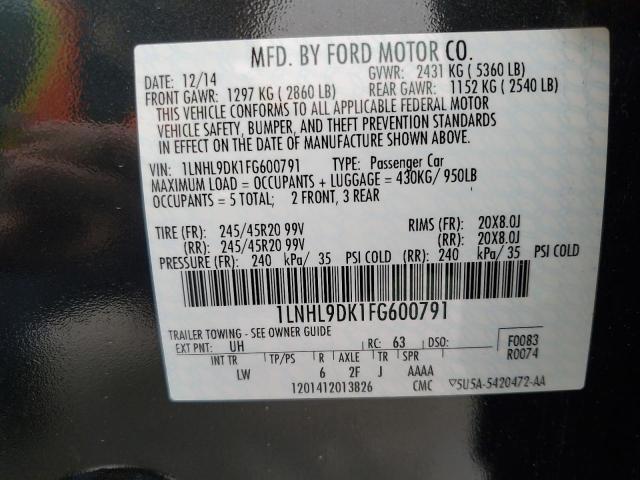 MFD. BY FORD MOTOR CO.
DATE: 12/14 GVWR: 2431 KG ( 5360 LB)
FRONT GAWR: 1297 KG ( 2860 LB) REAR GAWR: 1152 KG ( 2540 LB)
THIS VEHICLE CONFORMS TO ALL APPLICABLE FEDERAL MOTOR
VEHICLE SAFETY, BUMPER, AND THEFT PREVENTION STANDARDS
IN EFFECT ON THE DATE OF MANUFACTURE SHOWN ABOVE.
VIN: 1LNHL9DK1FG600791 TYPE: Passenger Car
MAXIMUM LOAD = OCCUPANTS + LUGGAGE = 430KG/ 950LB
OCCUPANTS = 5 TOTAL; 2 FRONT, 3 REAR
TIRE (FR): 245/45R20 99V RIMS (FR): 20X8.0J
(RR): 245/45R20 99V (RR): 20X8.0J
PRESSURE (FR): 240 kPa/ 35 PSI COLD (RR): 240 kPa/ 35 PSI COLD
1LNHL9DK1FG600791
TRAILER TOWING - SEE OWNER GUIDE
EXT PNT: UH RC: 63 DSO: F0083
INT TR TP/PS R AXLE TR SPR R0074
LW 6 2F J AAAA
1201412013826 CMC 5U5A-5420472-AA